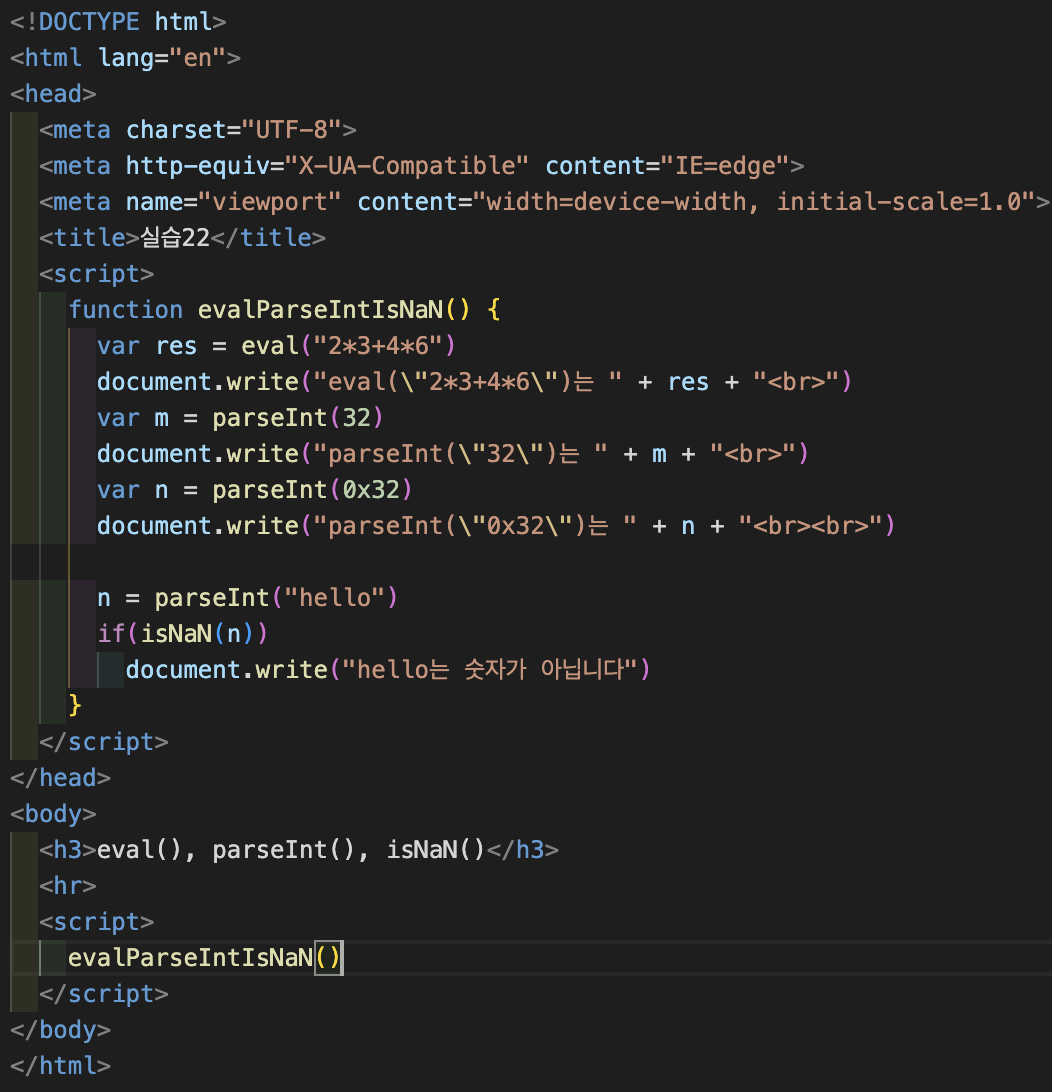 <!DOCTYPE html>
<html lang="en">
<head>
  <meta charset="UTF-8">
  <meta http-equiv="X-UA-Compatible" content="IE=edge">
  <meta name="viewport" content="width=device-width, initial-scale=1.0">
  <title>실습22</title>
  <script>
    function evalParseIntIsNaN() {
      var res = eval("2*3+4*6")
      document.write("eval(\"2*3+4*6\")는 " + res + "<br>")
      var m = parseInt(32)
      document.write("parseInt(\"32\")는 " + m + "<br>")
      var n = parseInt(0x32)
      document.write("parseInt(\"0x32\")는 " + n + "<br><br>")

      n = parseInt("hello")
      if(isNaN(n))
        document.write("hello는 숫자가 아닙니다")
    }
  </script>
</head>
<body>
  <h3>eval(), parseInt(), isNaN()</h3>
  <hr>
  <script>
    evalParseIntIsNaN()
  </script>
</body>
</html>